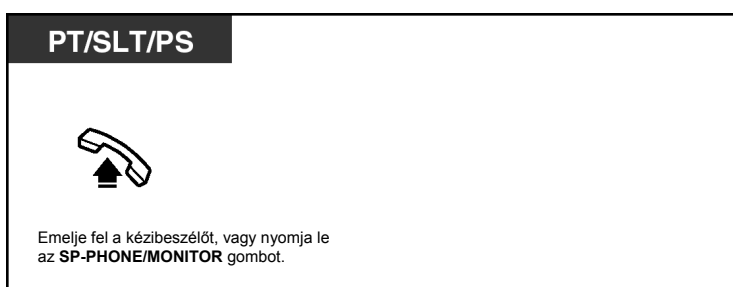 PT/SLT/PS
Emelje fel a kézibeszélőt, vagy nyomja le
az SP-PHONE/MONITOR gombot.